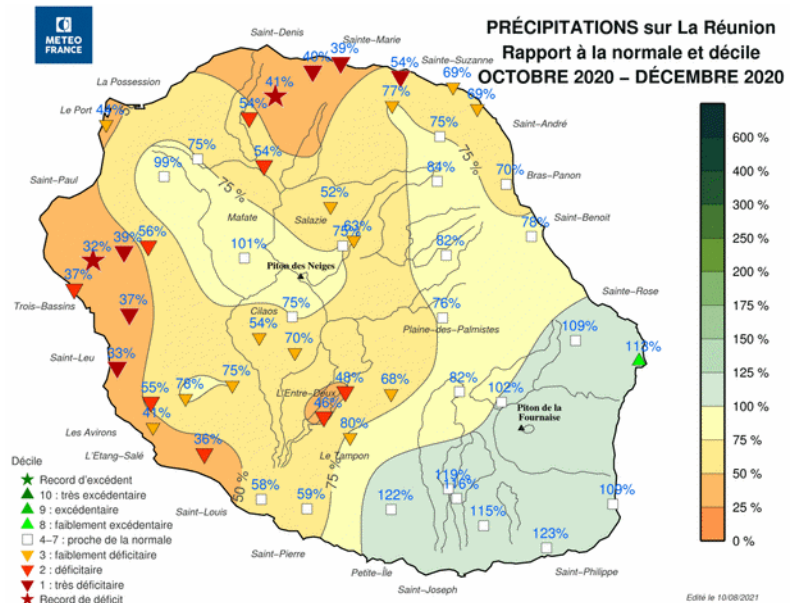 METEO
FRANCE
PRÉCIPITATIONS sur La Réunion
Rapport à la normale et décile
OCTOBRE 2020 – DÉCEMBRE 2020
Saint-Denis
Sainte-Marie
39%
40%
54%
Sainte-Suzanne
69%
La Possession
41%
77%
69%
Le Port
54%
Saint-André
75%
75%
75 %
99%
54%
84%
70%
Bras-Panon
Saint-Paul
75 %
52%
Mafate
Salazie
63%
75%
78%
Saint-Benoit
56%
39%
32%
101%
82%
Piton des Neiges
37%
Trois-Bassins
Sainte-Rose
37%
Cilaos
75%
76%
Plaine-des-Palmistes
54%
109%
Saint-Leu
33%
70%
113%
75%
78%
55%
L'Entre-Deux
48%
68%
82%
46%
102%
Piton de la
Fournaise
41%
Les Avirons
80%
L'Etang-Salé
36%
Le Tampon
50 %
75 %
58%
59%
119%
116%
122%
109%
115%
123%
Saint-Louis
Saint-Pierre
Petite-Île
Saint-Joseph
Saint-Philippe
600 %
400 %
300 %
250 %
200 %
175 %
150 %
125 %
100 %
75 %
50 %
25 %
0 %
Décile
Record d'excédent
10 : très excédentaire
9 : excédentaire
8 : faiblement excédentaire
4–7 : proche de la normale
3 : faiblement déficitaire
2 : déficitaire
1 : très déficitaire
Record de déficit
Edité le 10/08/2021